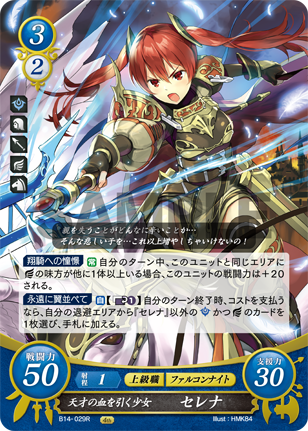 3
2
親を失うことがどんなに辛いことか…
そんな悲しい子を…これ以上増やしちゃいけないの!
SAMPLE
翔騎への憧憬 常 自分のターン中、このユニットと同じエリアに
の味方が他に1体以上いる場合、このユニットの戦闘力は+20
される。
永遠に翼並べて 自 [1] 自分のターン終了時、コストを支払う
なら、自分の退避エリアから『セレナ』以外の かつ のカードを
1枚選び、手札に加える。
戦闘力
50
射程 1
上級職
ファルコンナイト
支援力
30
天才の血を引く少女 セレナ
B14-029R
Illust : HMK84